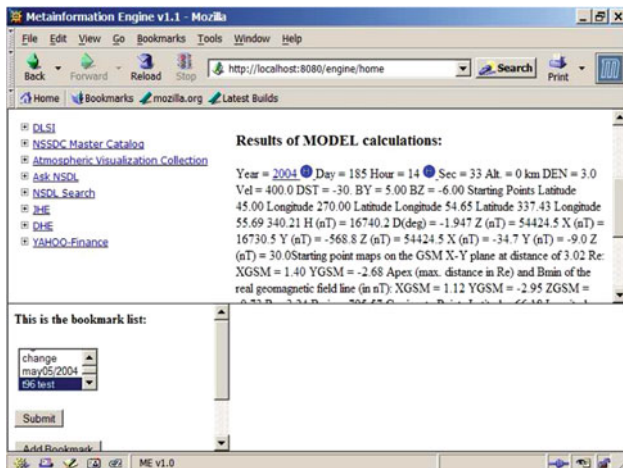 Metainformation Engine v1.1 - Mozilla
File Edit View Go Bookmarks Tools Window Help
Back Forward Reload Stop http://localhost:8080/engine/home Search Print
Home Bookmarks mozilla.org Latest Builds
DLSI
NSSDC Master Catalog
Atmospheric Visualization Collection
Ask NSDL
NSDL Search
JHE
DHE
YAHOO-Finance
Results of MODEL calculations:
Year = 2004 Day = 185 Hour = 14 Sec = 33 Alt. = 0 km DEN = 3.0
Vel = 400.0 DST = -30. BY = 5.00 BZ = -6.00 Starting Points Latitude
45.00 Longitude 270.00 Latitude Longitude 54.65 Latitude 337.43 Longitude
55.69 340.21 H (nT) = 16740.2 D(deg) = -1.947 Z (nT) = 54424.5 X (nT) =
16730.5 Y (nT) = -568.8 Z (nT) = 54424.5 X (nT) = -34.7 Y (nT) = -9.0 Z
(nT) = 30.0Starting point maps on the GSM X-Y plane at distance of 3.02 Re:
XGSM = 1.40 YGSM = -2.68 Apex (max. distance in Re) and Bmin of the
real geomagnetic field line (in nT): XGSM = 1.12 YGSM = -2.95 ZGSM =
This is the bookmark list:
change
may05/2004
t96 test
Submit
Add Bookmark
ME v1.0